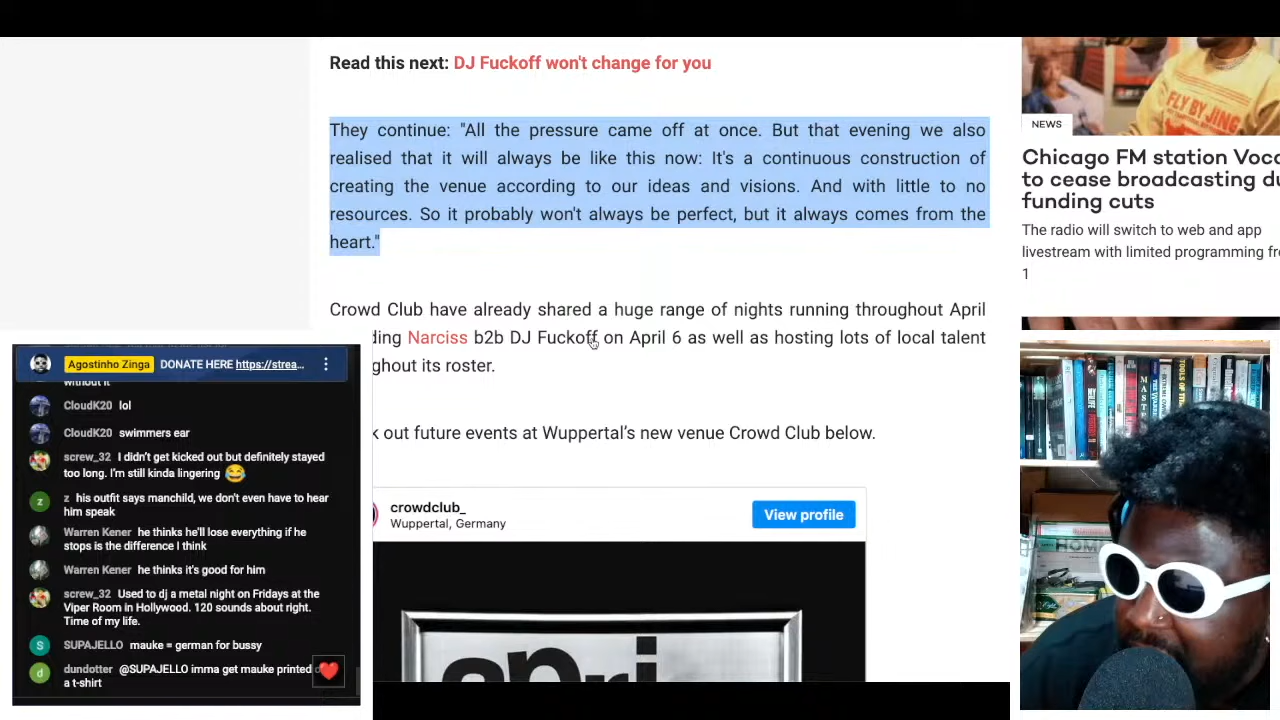 Read this next: DJ Fuckoff won't change for you
They continue: "All the pressure came off at once. But that evening we also
realised that it will always be like this now: It's a continuous construction of
creating the venue according to our ideas and visions. And with little to no
resources. So it probably won't always be perfect, but it always comes from the
heart."
Crowd Club have already shared a huge range of nights running throughout April
ding Narciss b2b DJ Fuckoff on April 6 as well as hosting lots of local talent
ghout its roster.
k out future events at Wuppertal's new venue Crowd Club below.
crowdclub_
Wuppertal, Germany
View profile
apri
FLY BY JING
NEWS
Chicago FM station Voca
to cease broadcasting du
funding cuts
The radio will switch to web and app
livestream with limited programming fr
1
Agostinho Zinga DONATE HERE https://strea...
without it
CloudK20 lol
CloudK20 swimmers ear
screw_32 I didn't get kicked out but definitely stayed
too long. I'm still kinda lingering 😂
z his outfit says manchild, we don't even have to hear
him speak
Warren Kener he thinks he'll lose everything if he
stops is the difference I think
Warren Kener he thinks it's good for him
screw_32 Used to dj a metal night on Fridays at the
Viper Room in Hollywood. 120 sounds about right.
Time of my life.
SUPAJELLO mauke = german for bussy
dundotter @SUPAJELLO imma get mauke printed
a t-shirt